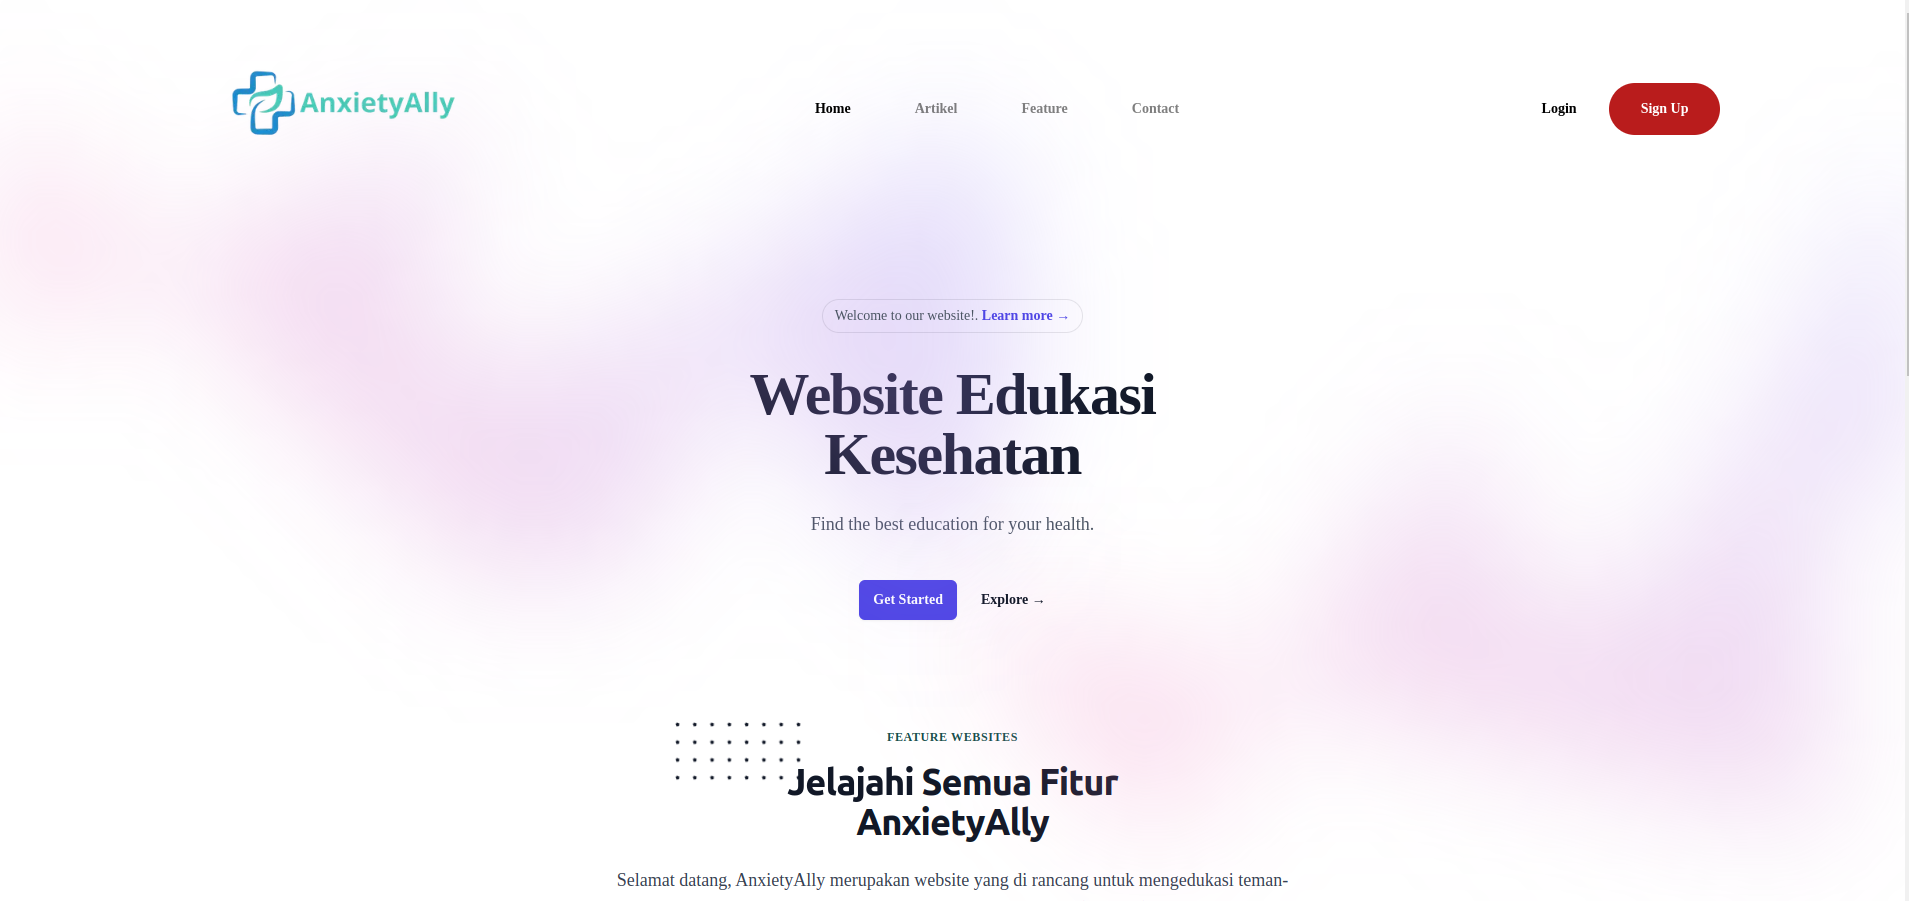 AnxietyAlly
Home Artikel Feature Contact Login Sign Up
Welcome to our website!. Learn more →
Website Edukasi
Kesehatan
Find the best education for your health.
Get Started Explore →
FEATURE WEBSITES
Jelajahi Semua Fitur
AnxietyAlly
Selamat datang, AnxietyAlly merupakan website yang di rancang untuk mengedukasi teman-